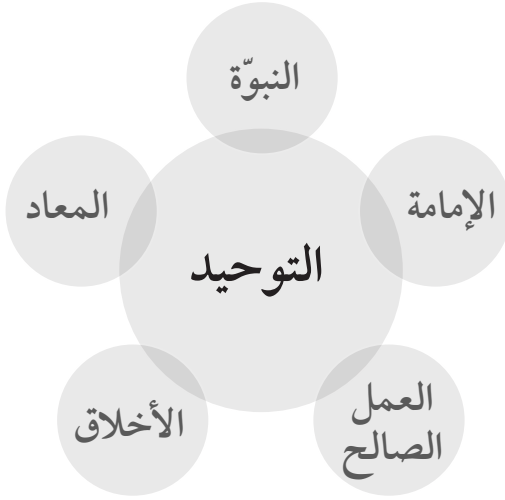 النبوّة
الإمامة
المعاد
التوحيد
العمل
الصالح
الأخلاق